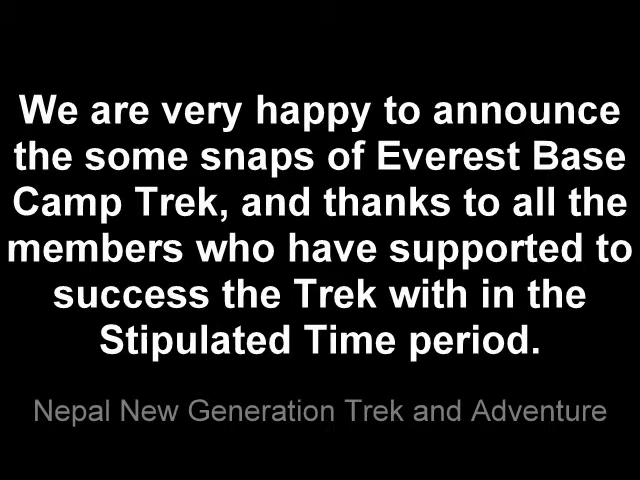 We are very happy to announce
the some snaps of Everest Base
Camp Trek, and thanks to all the
members who have supported to
success the Trek with in the
Stipulated Time period.
Nepal New Generation Trek and Adventure